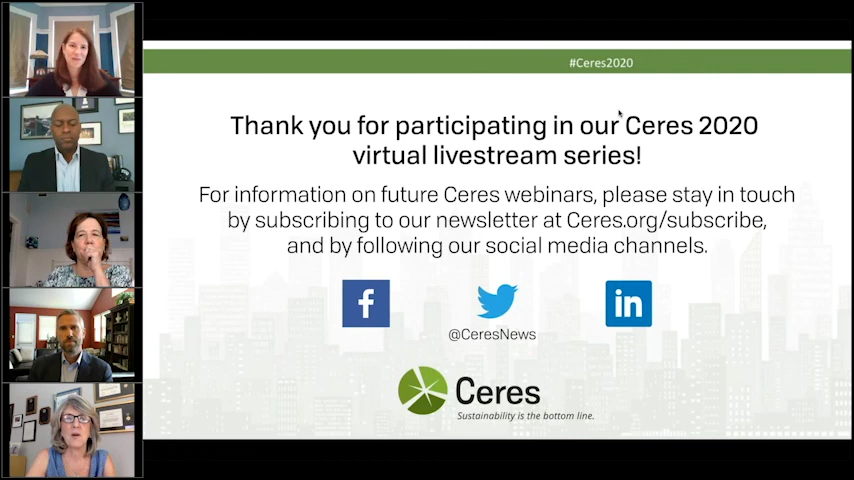 #Ceres2020
Thank you for participating in our Ceres 2020
virtual livestream series!
For information on future Ceres webinars, please stay in touch
by subscribing to our newsletter at Ceres.org/subscribe,
and by following our social media channels.
f
in
@CeresNews
Ceres
Sustainability is the bottom line.